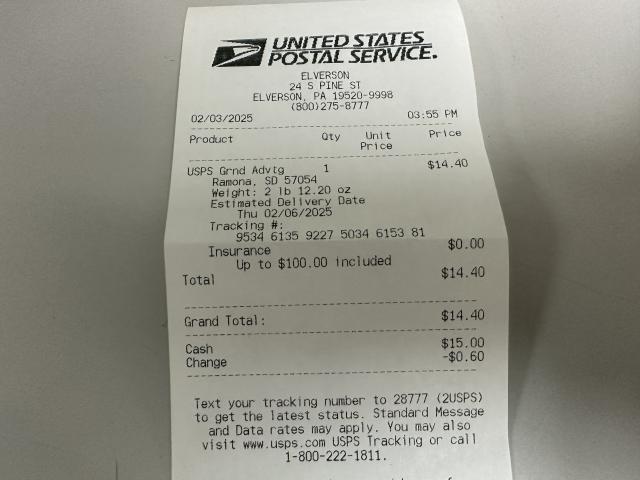 UNITED STATES
POSTAL SERVICE.
ELVERSON
24 S PINE ST
ELVERSON, PA 19520-9998
(800)275-8777
02/03/2025 03:55 PM
Product Qty Unit Price
Price
USPS Grnd Advtg 1 $14.40
Ramona, SD 57054
Weight: 2 lb 12.20 oz
Estimated Delivery Date
Thu 02/06/2025
Tracking #:
9534 6135 9227 5034 6153 81
Insurance $0.00
Up to $100.00 included
Total $14.40
Grand Total: $14.40
Cash $15.00
Change -$0.60
Text your tracking number to 28777 (2USPS)
to get the latest status. Standard Message
and Data rates may apply. You may also
visit www.usps.com USPS Tracking or call
1-800-222-1811.